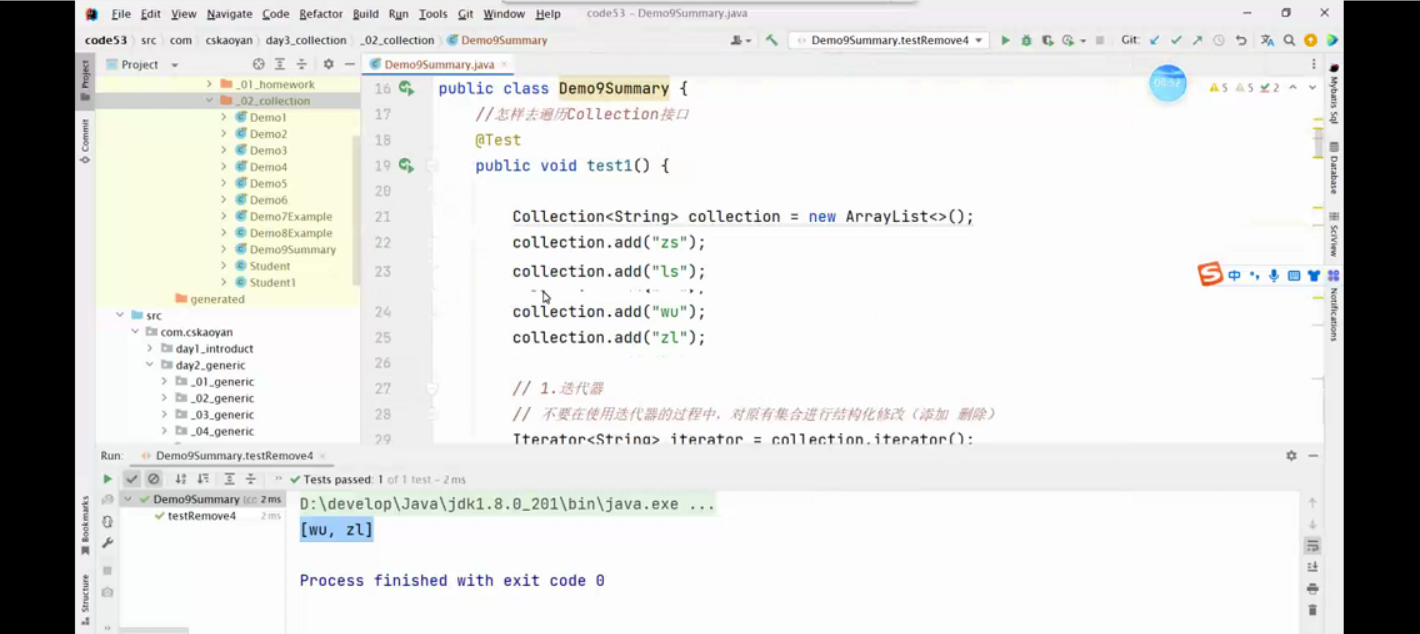 File Edit View Navigate Code Refactor Build Run Tools Git Window Help code53 - Demo9Summary.java
code53 src com cskaoyan day3_collection _02_collection Demo9Summary Demo9Summary.testRemove4 Git:
Project
Demo9Summary.java
_01_homework
_02_collection
Demo1
Demo2
Demo3
Demo4
Demo5
Demo6
Demo7Example
Demo8Example
Demo9Summary
Student
Student1
generated
src
com.cskaoyan
day1_introduct
day2_generic
_01_generic
_02_generic
_03_generic
_04_generic
16 public class Demo9Summary {
17 //怎样去遍历Collection接口
18 @Test
19 public void test1() {
20
21 Collection<String> collection = new ArrayList<>();
22 collection.add("zs");
23 collection.add("ls");
24 collection.add("wu");
25 collection.add("zl");
26
27 // 1.迭代器
28 // 不要在使用迭代器的过程中，对原有集合进行结构化修改（添加 删除）
29 Iterator<String> iterator = collection.iterator();
5 5 2
Project
Commit
Bookmarks
Structure
Mybatis Sql
Database
SciView
Notifications
中
Run: Demo9Summary.testRemove4
Tests passed: 1 of 1 test – 2 ms
Demo9Summary 2 ms
testRemove4 2 ms
D:\develop\Java\jdk1.8.0_201\bin\java.exe ...
[wu, zl]
Process finished with exit code 0